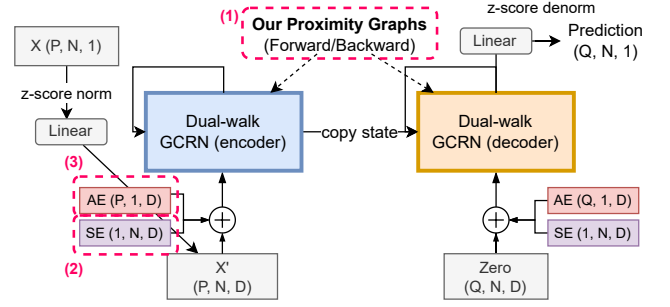 X (P, N, 1)
z-score norm
Linear
(1)
Our Proximity Graphs
(Forward/Backward)
z-score denorm
Linear
Prediction
(Q, N, 1)
Dual-walk
GCRN (encoder)
copy state
Dual-walk
GCRN (decoder)
(3)
AE (P, 1, D)
SE (1, N, D)
(2)
X'
(P, N, D)
AE (Q, 1, D)
SE (1, N, D)
Zero
(Q, N, D)